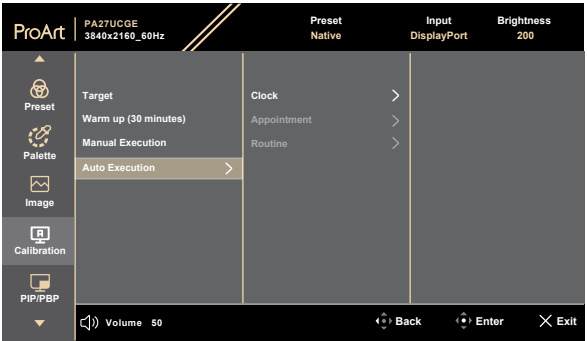 ProArt
PA27UCGE
3840x2160_60Hz
Preset
Native
Input
DisplayPort
Brightness
200
Preset
Palette
Image
Calibration
PIP/PBP
Target
Warm up (30 minutes)
Manual Execution
Auto Execution
Clock
Appointment
Routine
Volume 50
Back
Enter
Exit